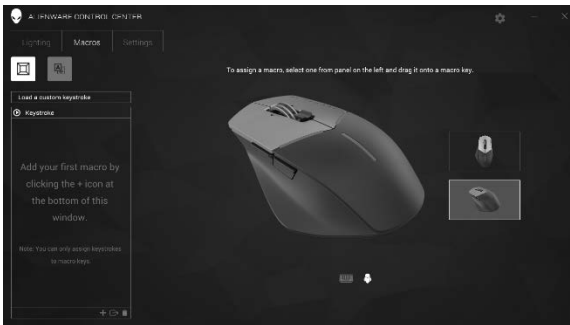 ALIENWARE CONTROL CENTER
Lighting Macros Settings
To assign a macro, select one from panel on the left and drag it onto a macro key.
Load a custom keystroke
Keystroke
Add your first macro by
clicking the + icon at
the bottom of this
window.
Note: You can only assign keystrokes
to macro keys.